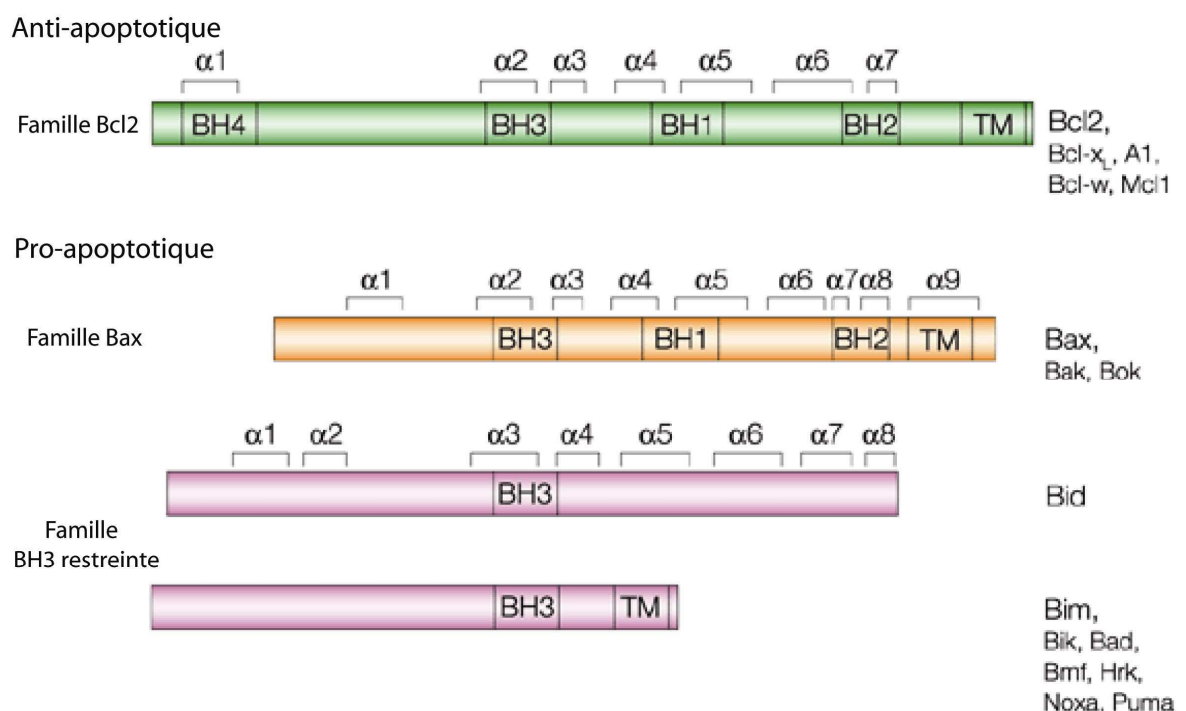 Anti-apoptotique
α1 α2 α3 α4 α5 α6 α7
Famille Bcl2 BH4 BH3 BH1 BH2 TM Bcl2,
Bcl-xL, A1,
Bcl-w, Mcl1
Pro-apoptotique
α1 α2 α3 α4 α5 α6 α7 α8 α9
Famille Bax BH3 BH1 BH2 TM Bax,
Bak, Bok
α1 α2 α3 α4 α5 α6 α7 α8
BH3 Bid
Famille
BH3 restreinte
BH3 TM Bim,
Bik, Bad,
Bmf, Hrk,
Noxa, Puma